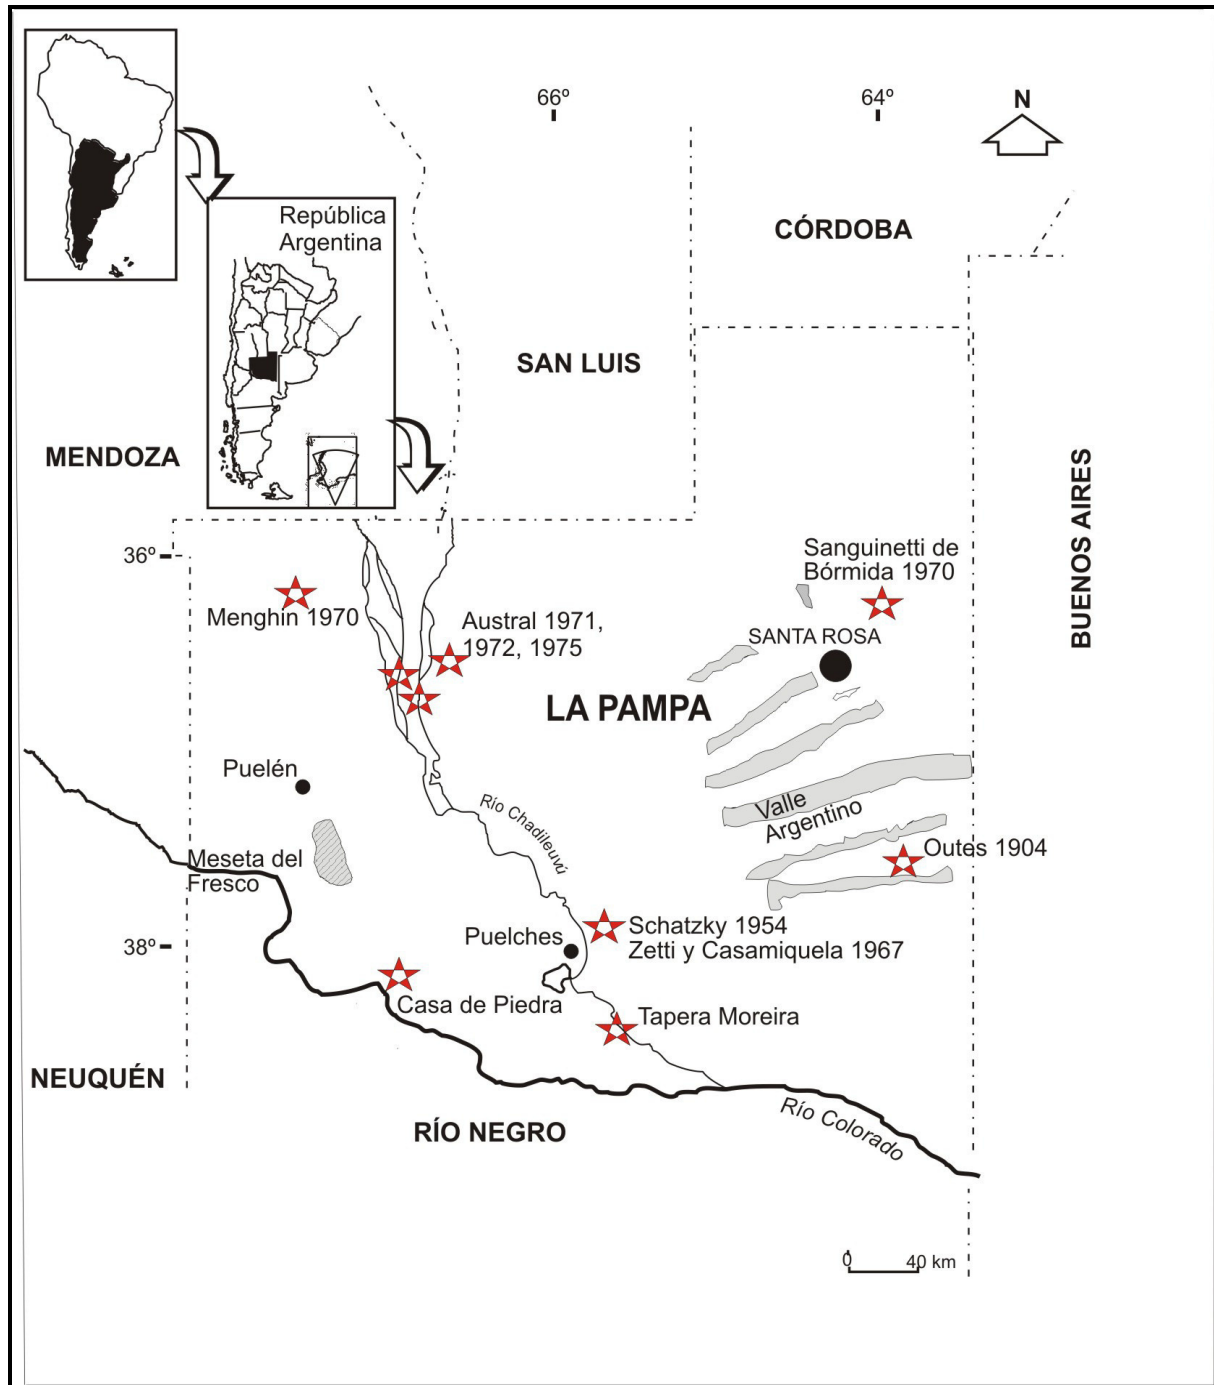 66º
64º
N
República
Argentina
CÓRDOBA
SAN LUIS
MENDOZA
BUENOS AIRES
36º
Sanguinetti de
Bórmida 1970
Menghin 1970
Austral 1971,
1972, 1975
SANTA ROSA
LA PAMPA
Puelén
Río Chadileuvú
Valle
Argentino
Meseta del
Fresco
Outes 1904
38º
Puelches
Schatzky 1954
Zetti y Casamiquela 1967
Casa de Piedra
Tapera Moreira
NEUQUÉN
RÍO NEGRO
Río Colorado
0 40 km